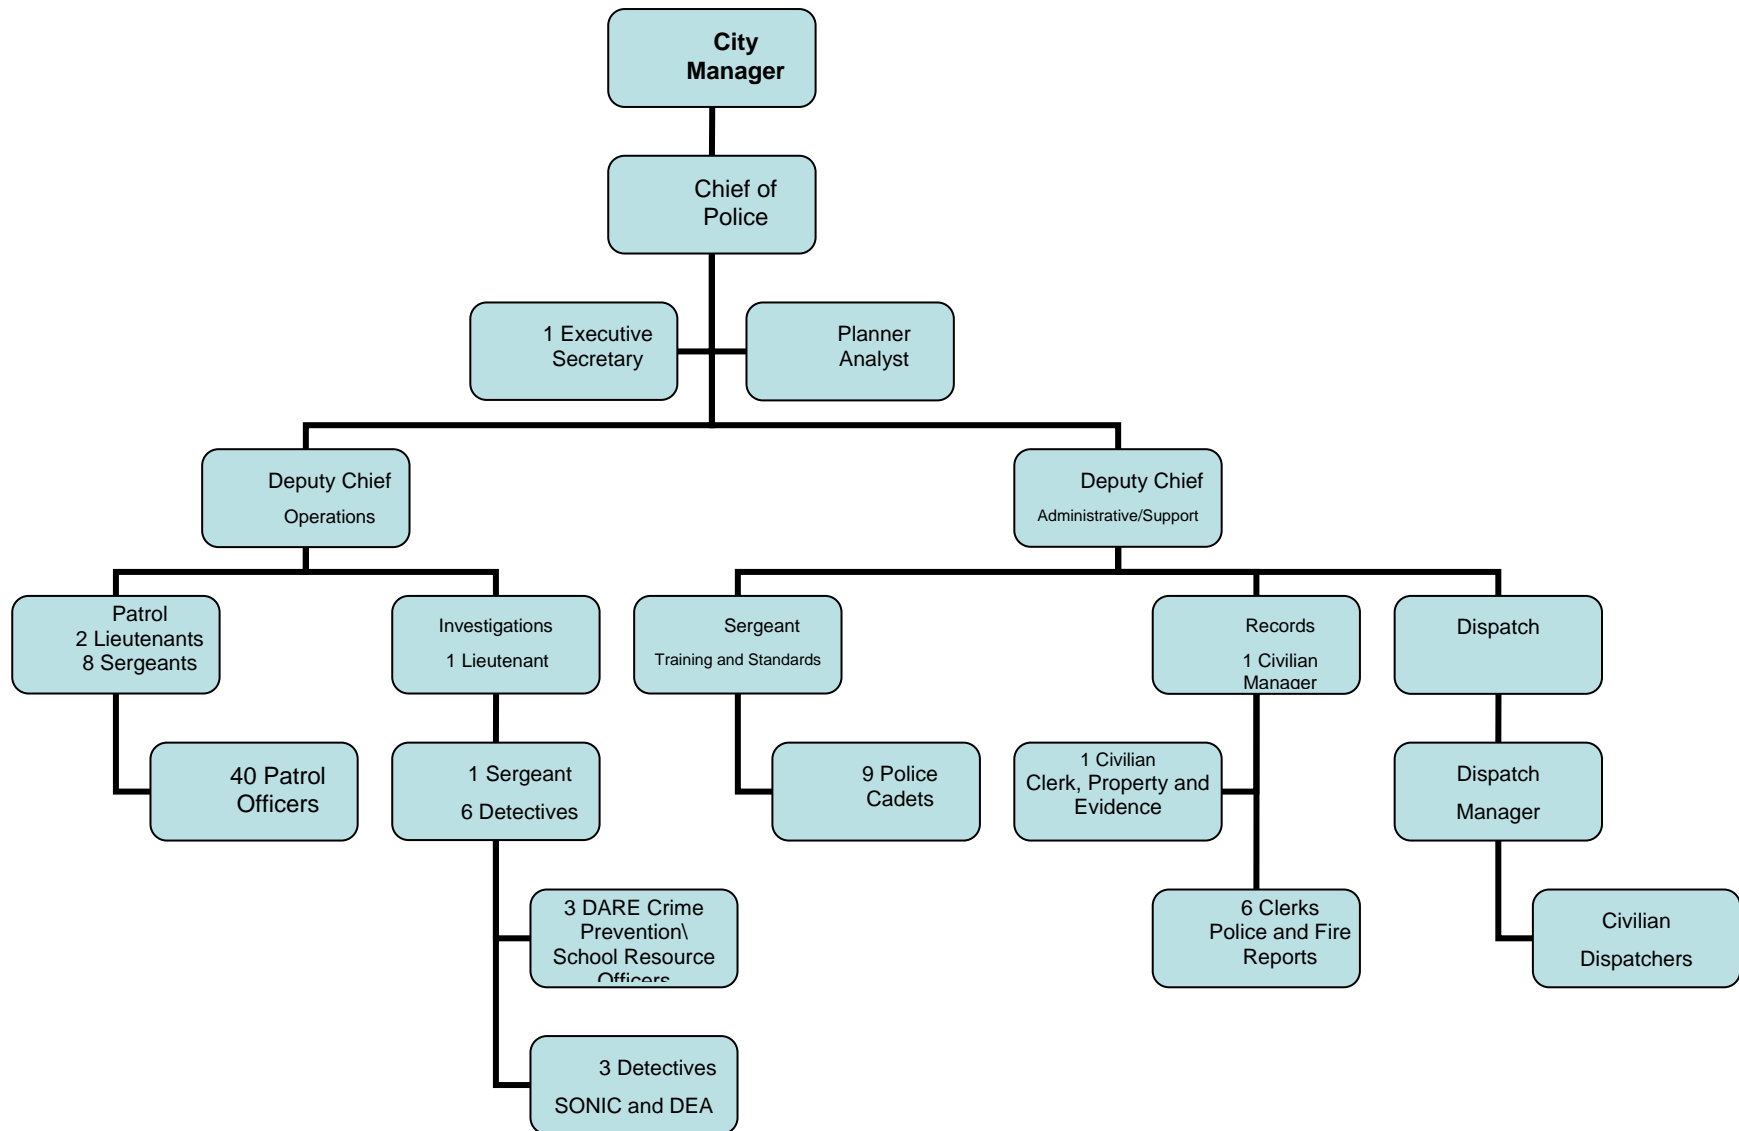 City
Manager
Chief of
Police
1 Executive
Secretary
Planner
Analyst
Deputy Chief
Operations
Deputy Chief
Administrative/Support
Patrol
2 Lieutenants
8 Sergeants
Investigations
1 Lieutenant
Sergeant
Training and Standards
Records
1 Civilian
Manager
Dispatch
40 Patrol
Officers
1 Sergeant
6 Detectives
9 Police
Cadets
1 Civilian
Clerk, Property and
Evidence
Dispatch
Manager
3 DARE Crime
Prevention\
School Resource
Officers
6 Clerks
Police and Fire
Reports
Civilian
Dispatchers
3 Detectives
SONIC and DEA